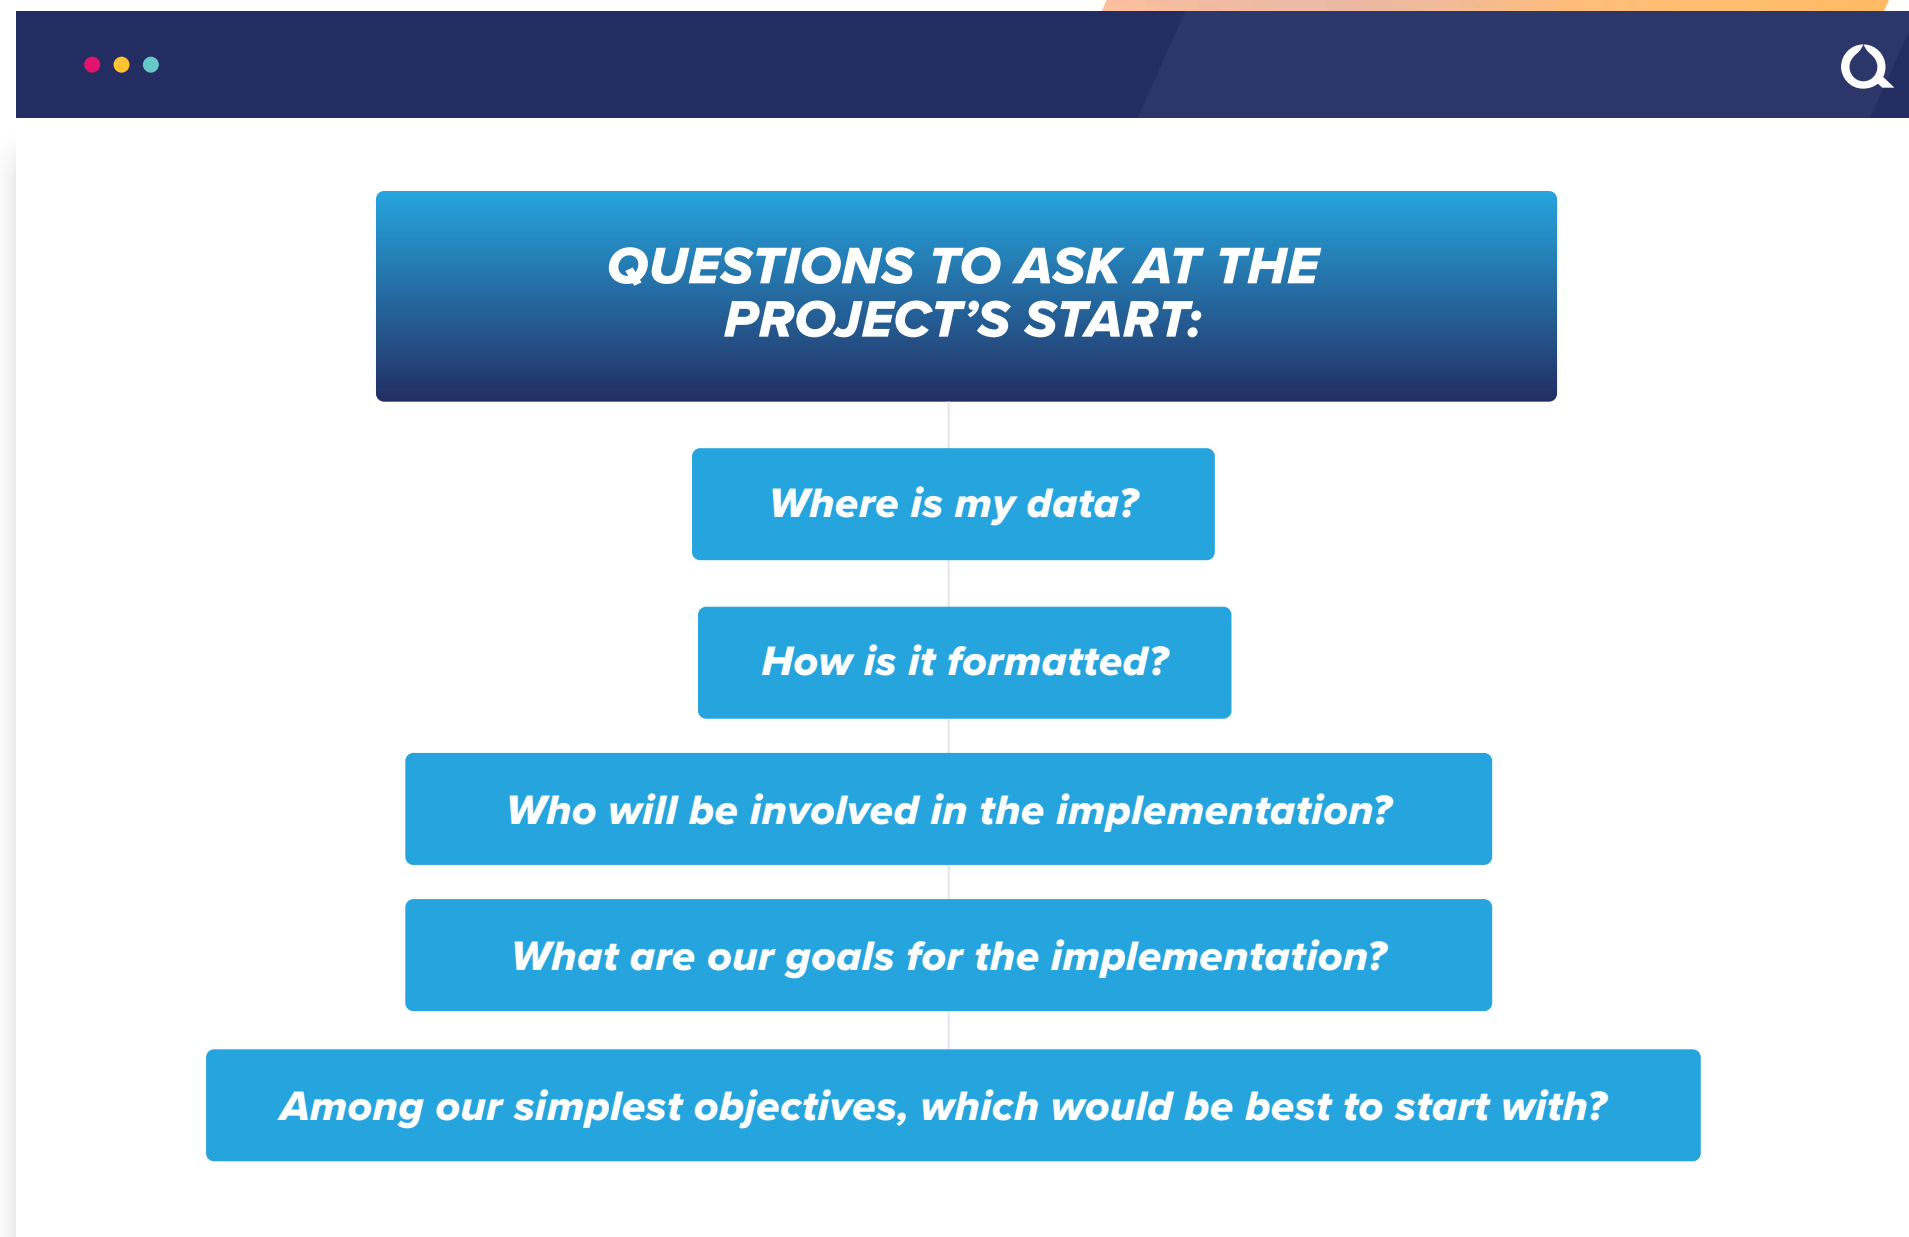 QUESTIONS TO ASK AT THE
PROJECT’S START:
Where is my data?
How is it formatted?
Who will be involved in the implementation?
What are our goals for the implementation?
Among our simplest objectives, which would be best to start with?